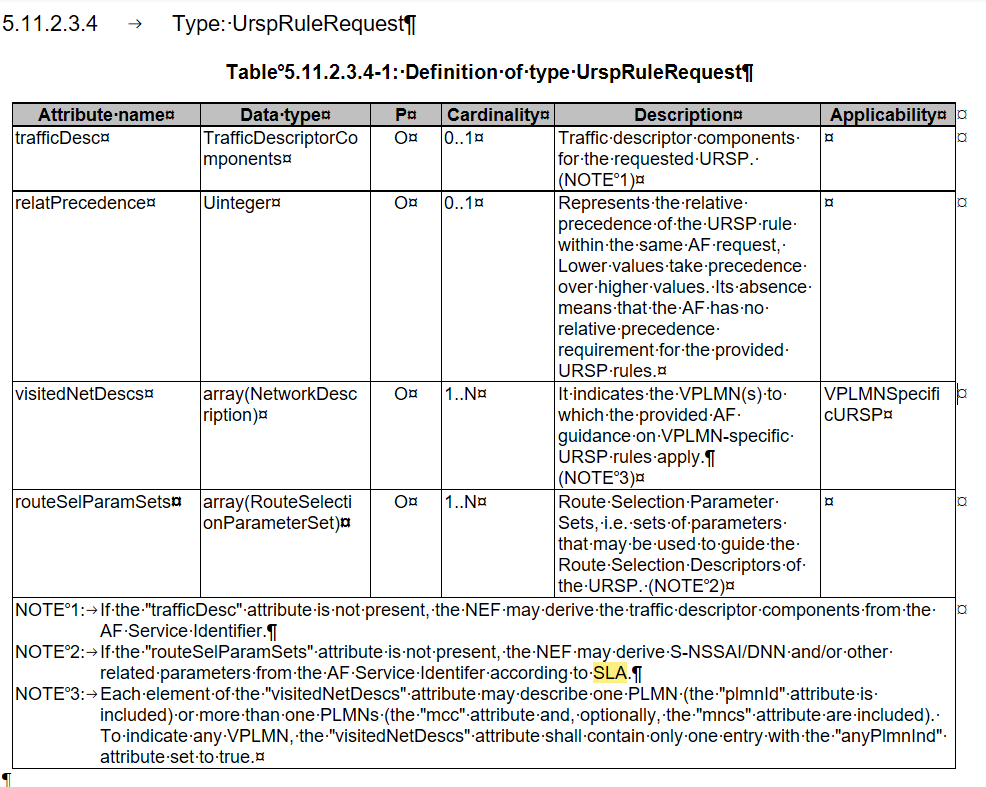 5.11.2.3.4 → Type:·UrspRuleRequest¶
Table°5.11.2.3.4-1:·Definition·of·type·UrspRuleRequest¶
Attribute·name¤ Data·type¤ P¤ Cardinality¤ Description¤ Applicability¤ ¤
trafficDesc¤ TrafficDescriptorCo O¤ 0..1¤ Traffic·descriptor·components· ¤ ¤
mponents¤ for·the·requested·URSP.·
(NOTE°1)¤
relatPrecedence¤ Uinteger¤ O¤ 0..1¤ Represents·the·relative· ¤ ¤
precedence·of·the·URSP·rule·
within·the·same·AF·request,·
Lower·values·take·precedence·
over·higher·values.·Its·absence·
means·that·the·AF·has·no·
relative·precedence·
requirement·for·the·provided·
URSP·rules.¤
visitedNetDescs¤ array(NetworkDesc O¤ 1..N¤ It·indicates·the·VPLMN(s)·to· VPLMNSpecifi ¤
ription)¤ which·the·provided·AF· cURSP¤
guidance·on·VPLMN-specific·
URSP·rules·apply.¶
(NOTE°3)¤
routeSelParamSets¤ array(RouteSelecti O¤ 1..N¤ Route·Selection·Parameter· ¤ ¤
onParameterSet)¤ Sets,·i.e.·sets·of·parameters·
that·may·be·used·to·guide·the·
Route·Selection·Descriptors·of·
the·URSP.·(NOTE°2)¤
NOTE°1:→If·the·"trafficDesc"·attribute·is·not·present,·the·NEF·may·derive·the·traffic·descriptor·components·from·the· ¤
AF·Service·Identifier.¶
NOTE°2:→If·the·"routeSelParamSets"·attribute·is·not·present,·the·NEF·may·derive·S-NSSAI/DNN·and/or·other·
related·parameters·from·the·AF·Service·Identifer·according·to·SLA.¶
NOTE°3:→Each·element·of·the·"visitedNetDescs"·attribute·may·describe·one·PLMN·(the·"plmnId"·attribute·is·
included)·or·more·than·one·PLMNs·(the·"mcc"·attribute·and,·optionally,·the·"mncs"·attribute·are·included).·
To·indicate·any·VPLMN,·the·"visitedNetDescs"·attribute·shall·contain·only·one·entry·with·the·"anyPlmnInd"·
attribute·set·to·true.¤
¶